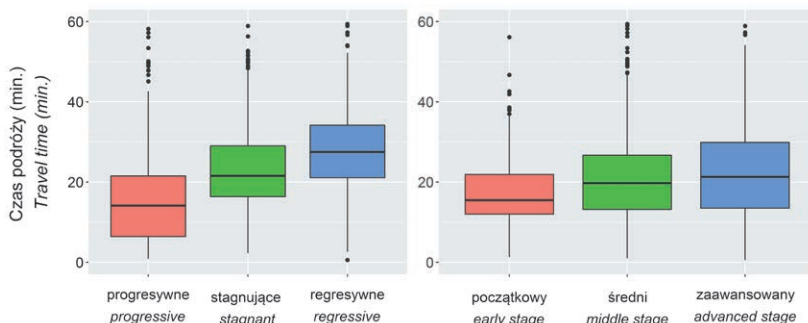 Czas podróży (min.)
Travel time (min.)
60
40
20
0
progresywne
progressive
stagnujące
stagnant
regresywne
regressive
60
40
20
0
początkowy
early stage
średni
middle stage
zaawansowany
advanced stage